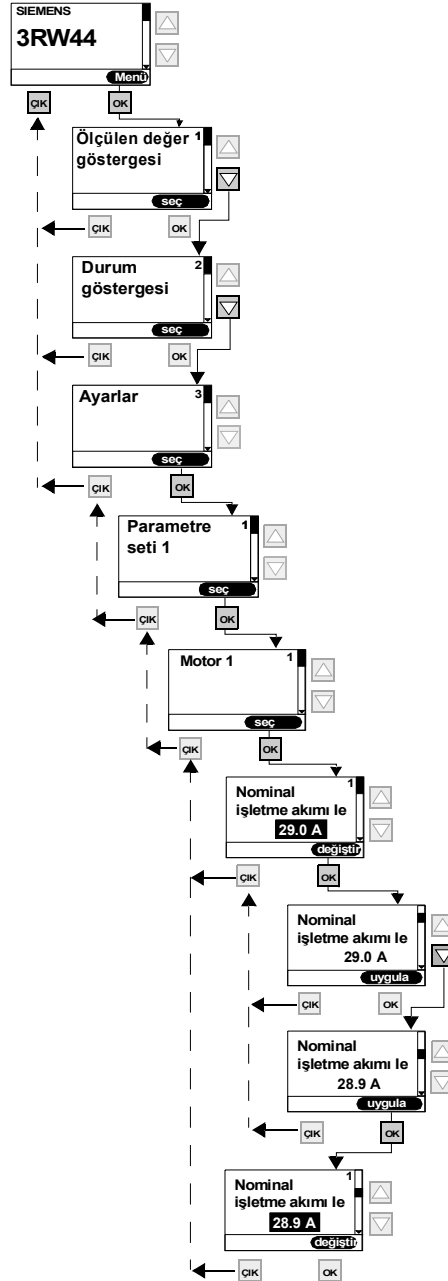 SIEMENS
3RW44
Menü
ÇIK
OK
Ölçülen değer 1
göstergesi
seç
ÇIK
OK
Durum 2
göstergesi
seç
ÇIK
OK
Ayarlar 3
seç
ÇIK
OK
Parametre 1
seti 1
seç
ÇIK
OK
Motor 1 1
seç
ÇIK
OK
1
Nominal
işletme akımı Ie
29.0 A
değiştir
ÇIK
OK
Nominal
işletme akımı Ie
29.0 A
uygula
ÇIK
OK
Nominal
işletme akımı Ie
28.9 A
uygula
ÇIK
OK
1
Nominal
işletme akımı Ie
28.9 A
değiştir
ÇIK
OK